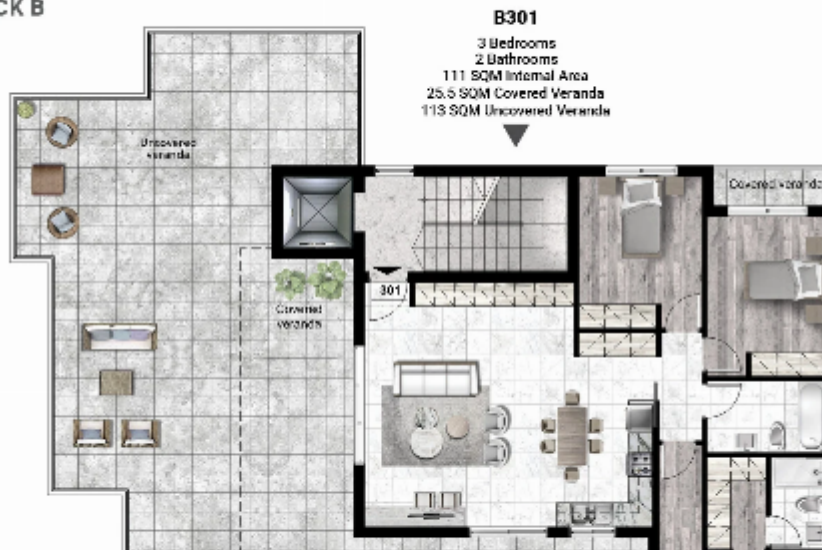 CK B
B301
3 Bedrooms
2 Bathrooms
111 SQM Internal Area
25.5 SQM Covered Veranda
113 SQM Uncovered Veranda
Uncovered
veranda
Covered veranda
301
Covered
veranda